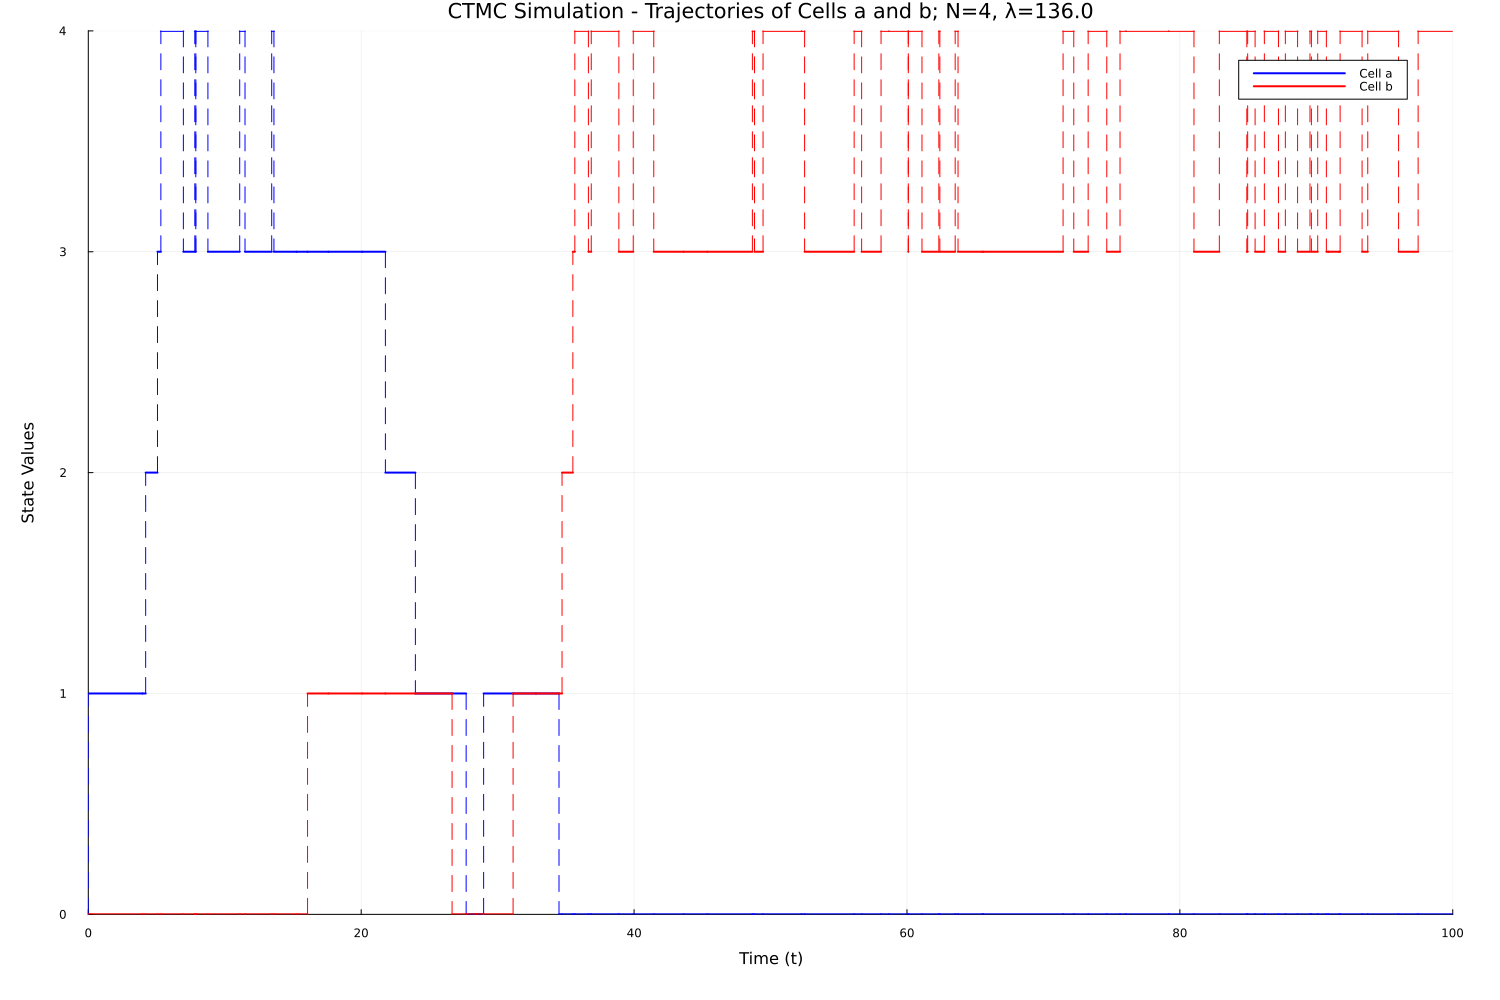 CTMC Simulation - Trajectories of Cells a and b; N=4, λ=136.0
4
Cell a
Cell b
3
State Values
2
1
0
0 20 40 60 80 100
Time (t)